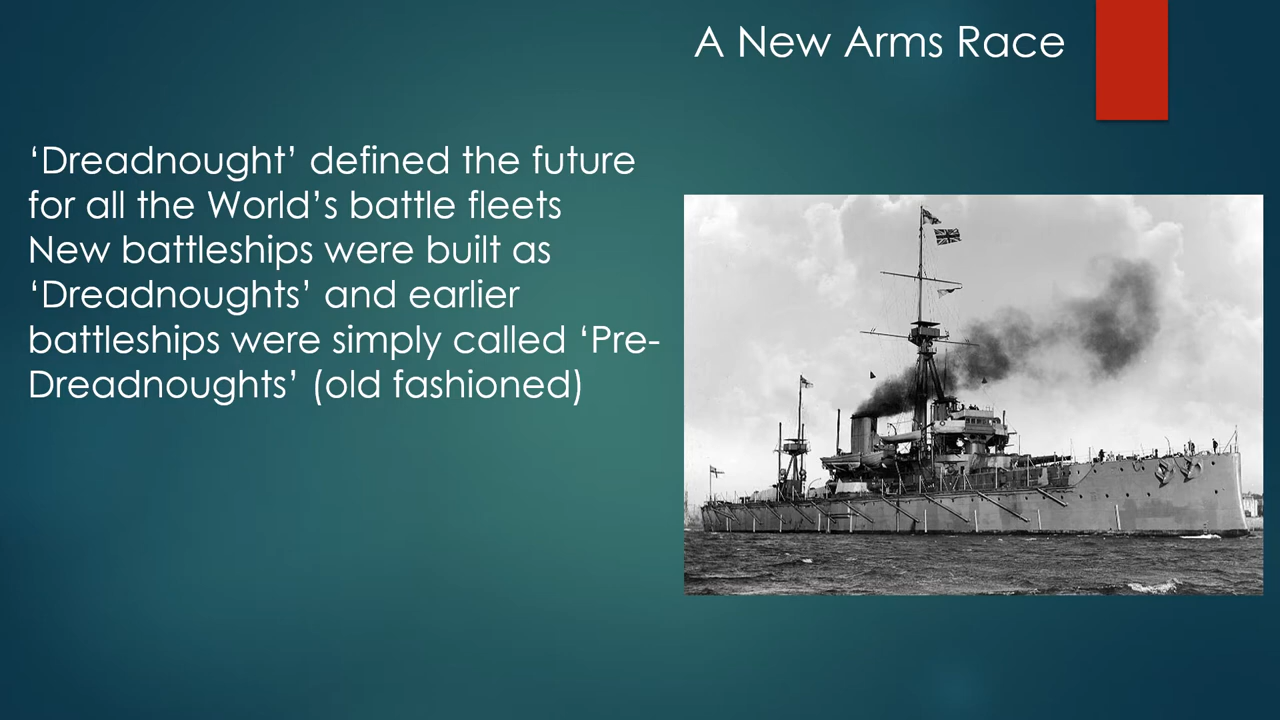 A New Arms Race
‘Dreadnought’ defined the future
for all the World’s battle fleets
New battleships were built as
‘Dreadnoughts’ and earlier
battleships were simply called ‘Pre-
Dreadnoughts’ (old fashioned)